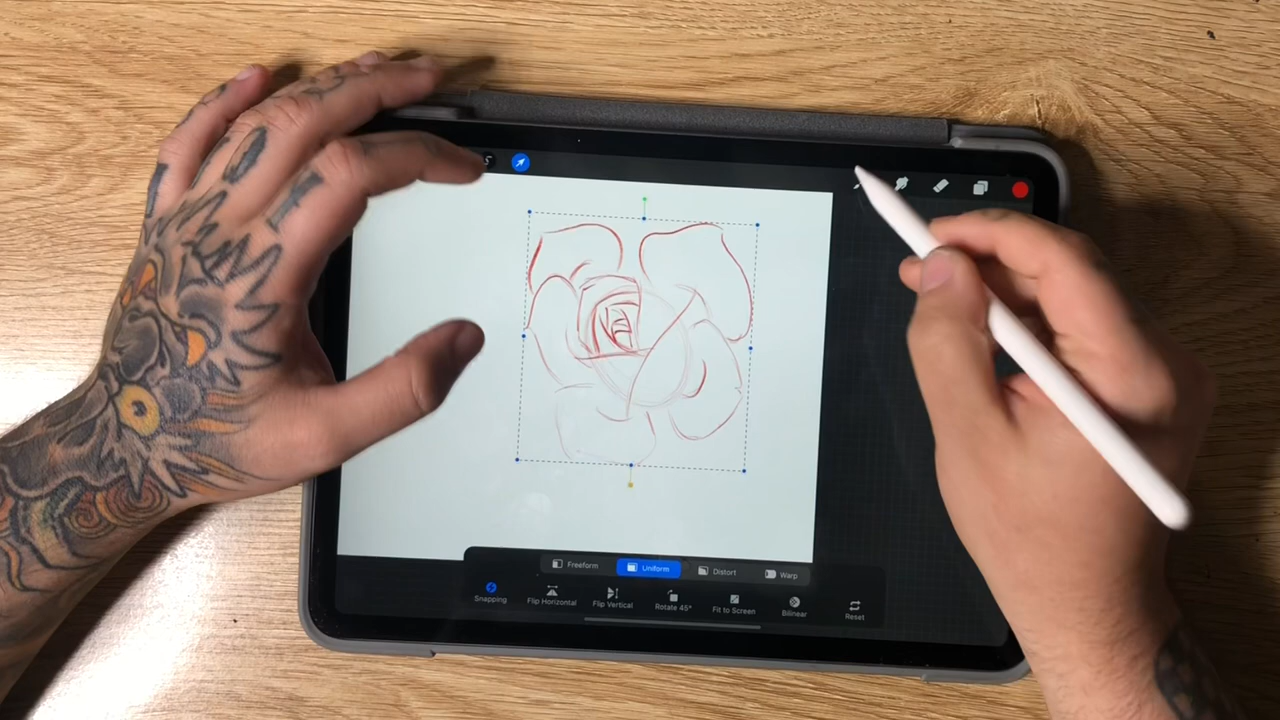 Freeform Uniform Distort Warp
Snapping Flip Horizontal Flip Vertical Rotate 45° Fit to Screen Bilinear Reset